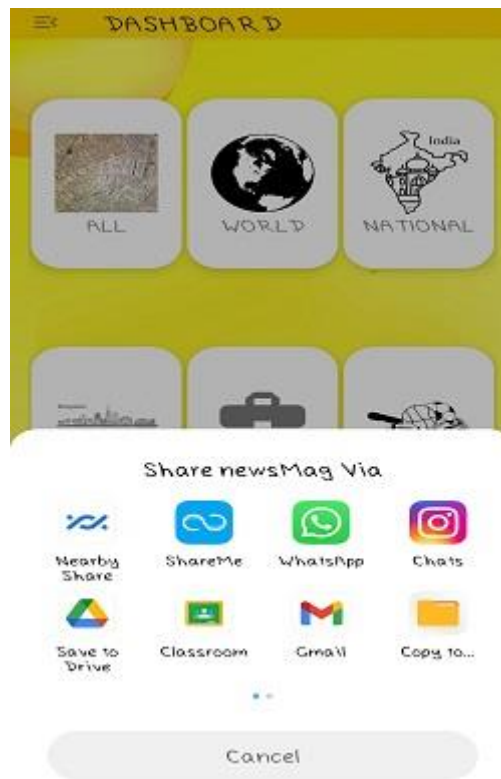 DASHBOARD
India
ALL
WORLD
NATIONAL
Share newsMag Via
Nearby Share
ShareMe
WhatsApp
Chats
Save to Drive
Classroom
Gmail
Copy to...
Cancel